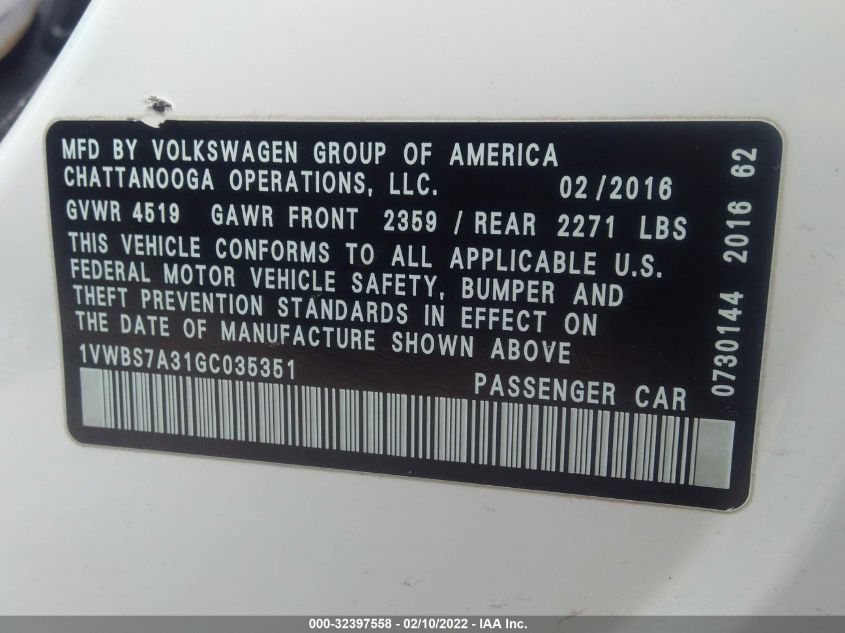 MFD BY VOLKSWAGEN GROUP OF AMERICA
CHATTANOOGA OPERATIONS, LLC. 02/2016
GVWR 4519 GAWR FRONT 2359 / REAR 2271 LBS
THIS VEHICLE CONFORMS TO ALL APPLICABLE U.S.
FEDERAL MOTOR VEHICLE SAFETY, BUMPER AND
THEFT PREVENTION STANDARDS IN EFFECT ON
THE DATE OF MANUFACTURE SHOWN ABOVE
1VWBS7A31GC035351 PASSENGER CAR
0730144 2016 62
000-32397558 - 02/10/2022 - IAA Inc.